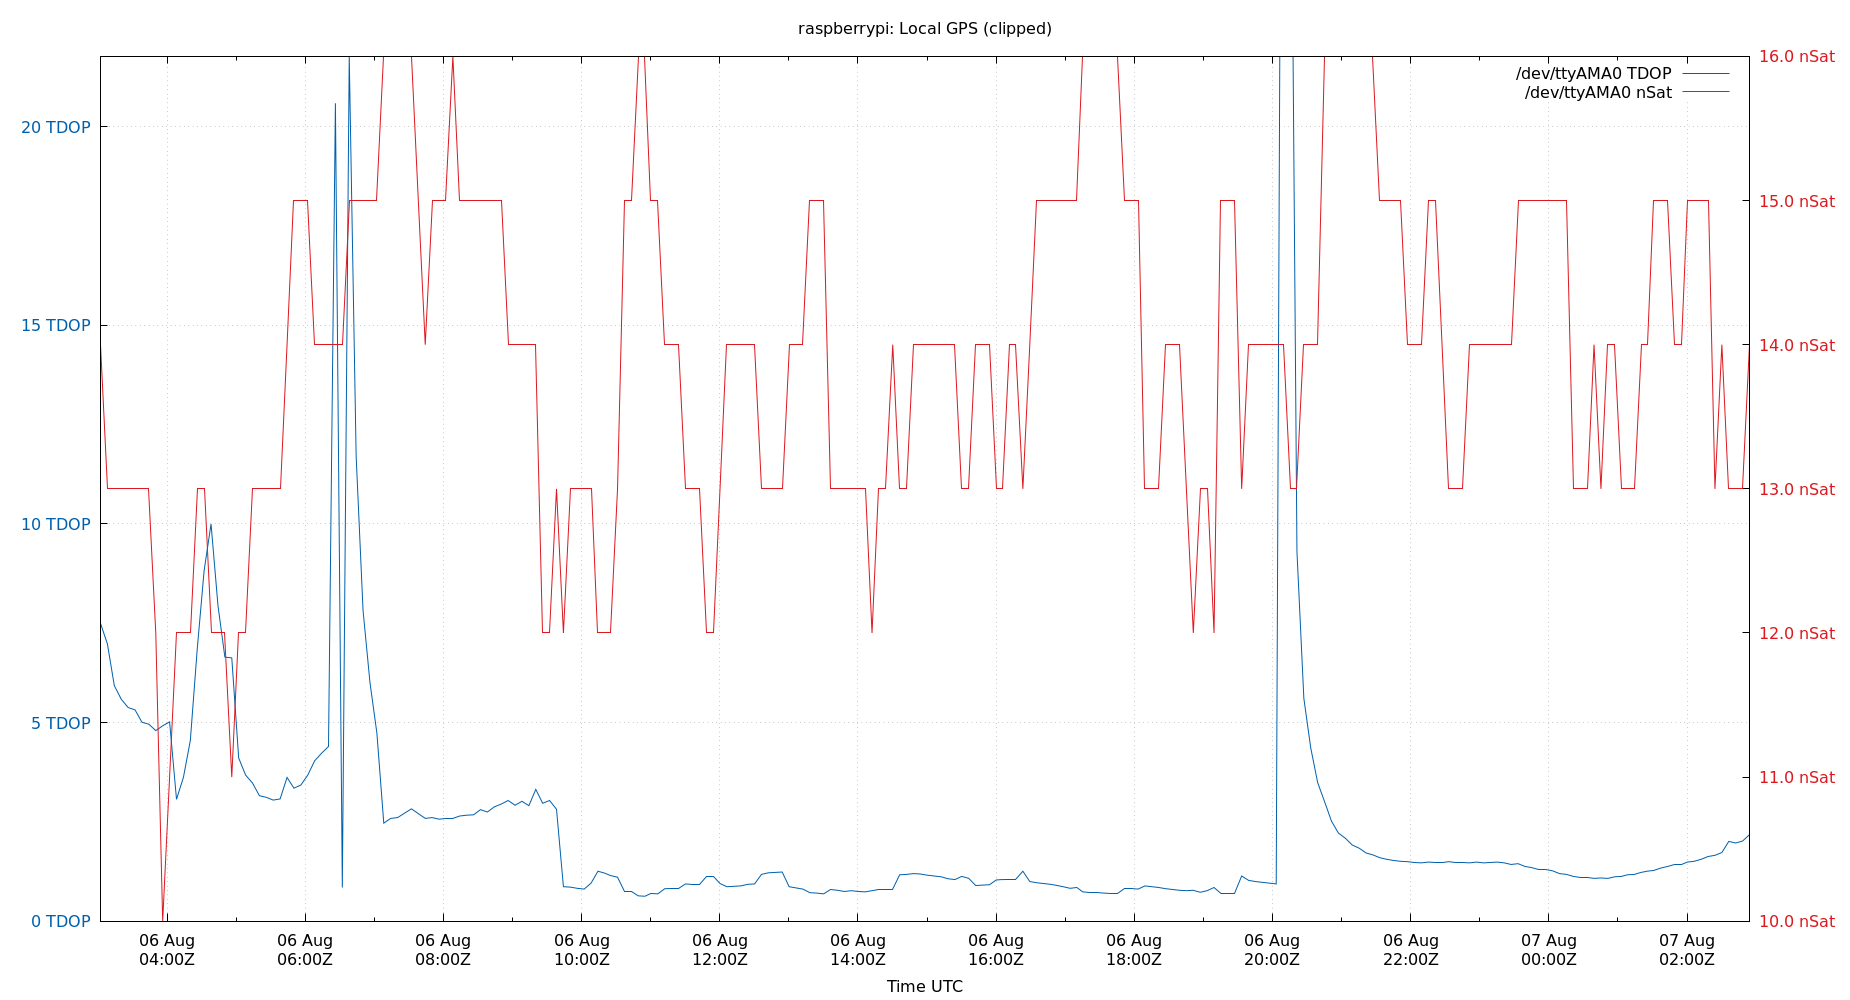 raspberrypi: Local GPS (clipped)
16.0 nSat
/dev/ttyAMA0 TDOP
/dev/ttyAMA0 nSat
20 TDOP
15.0 nSat
15 TDOP
14.0 nSat
13.0 nSat
10 TDOP
12.0 nSat
5 TDOP
11.0 nSat
0 TDOP
10.0 nSat
06 Aug 06 Aug 06 Aug 06 Aug 06 Aug 06 Aug 06 Aug 06 Aug 06 Aug 06 Aug 07 Aug 07 Aug
04:00Z 06:00Z 08:00Z 10:00Z 12:00Z 14:00Z 16:00Z 18:00Z 20:00Z 22:00Z 00:00Z 02:00Z
Time UTC